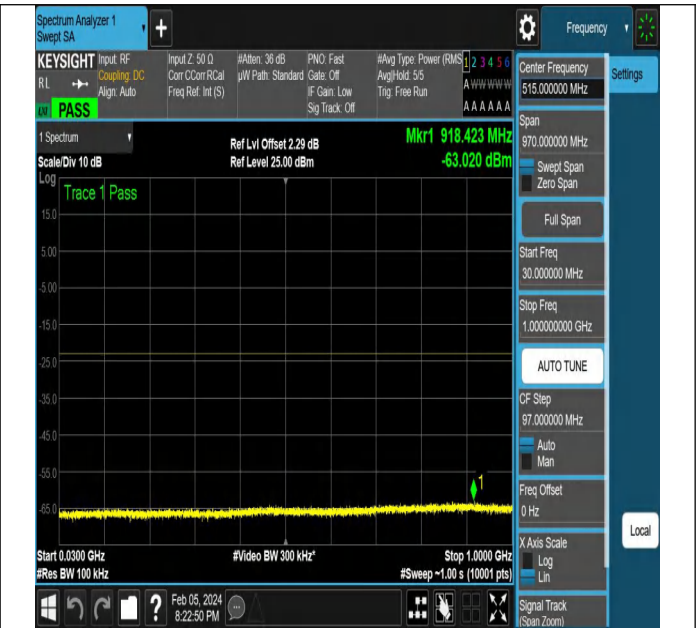 Spectrum Analyzer 1
Swept SA
+
Frequency
KEYSIGHT
RL
Input: RF
Coupling: DC
Align: Auto
Input Z: 50 Ω
Corr CCorr RCal
Freq Ref: Int (S)
#Atten: 36 dB
µW Path: Standard
PNO: Fast
Gate: Off
IF Gain: Low
Sig Track: Off
#Avg Type: Power (RMS
Avg|Hold: 5/5
Trig: Free Run
1 2 3 4 5 6
A W W W W W
A A A A A A
PASS
1 Spectrum
Scale/Div 10 dB
Ref Lvl Offset 2.29 dB
Ref Level 25.00 dBm
Mkr1 918.423 MHz
-63.020 dBm
Log
Trace 1 Pass
15.0
5.00
-5.00
-15.0
-25.0
-35.0
-45.0
-55.0
-65.0
1
Start 0.0300 GHz
#Res BW 100 kHz
#Video BW 300 kHz*
Stop 1.0000 GHz
#Sweep ~1.00 s (10001 pts)
Feb 05, 2024
8:22:50 PM
Center Frequency
515.000000 MHz
Settings
Span
970.000000 MHz
Swept Span
Zero Span
Full Span
Start Freq
30.000000 MHz
Stop Freq
1.000000000 GHz
AUTO TUNE
CF Step
97.000000 MHz
Auto
Man
Freq Offset
0 Hz
X Axis Scale
Log
Lin
Local
Signal Track
(Span Zoom)